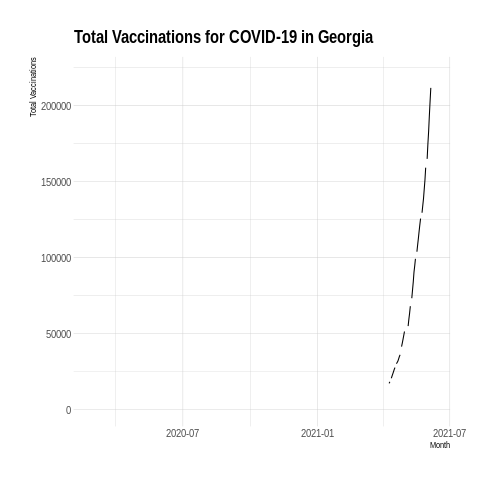 Total Vaccinations for COVID-19 in Georgia
Total Vaccinations
200000
150000
100000
50000
0
2020-07 2021-01 2021-07
Month